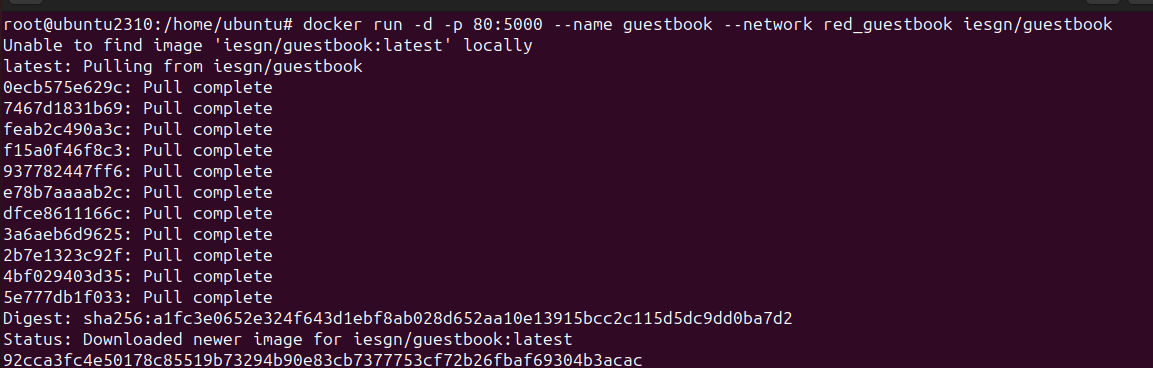 root@ubuntu2310:/home/ubuntu# docker run -d -p 80:5000 --name guestbook --network red_guestbook iesgn/guestbook
Unable to find image 'iesgn/guestbook:latest' locally
latest: Pulling from iesgn/guestbook
0ecb575e629c: Pull complete
7467d1831b69: Pull complete
feab2c490a3c: Pull complete
f15a0f46f8c3: Pull complete
937782447ff6: Pull complete
e78b7aaaab2c: Pull complete
dfce8611166c: Pull complete
3a6aeb6d9625: Pull complete
2b7e1323c92f: Pull complete
4bf029403d35: Pull complete
5e777db1f033: Pull complete
Digest: sha256:a1fc3e0652e324f643d1ebf8ab028d652aa10e13915bcc2c115d5dc9dd0ba7d2
Status: Downloaded newer image for iesgn/guestbook:latest
92cca3fc4e50178c85519b73294b90e83cb7377753cf72b26fbaf69304b3acac